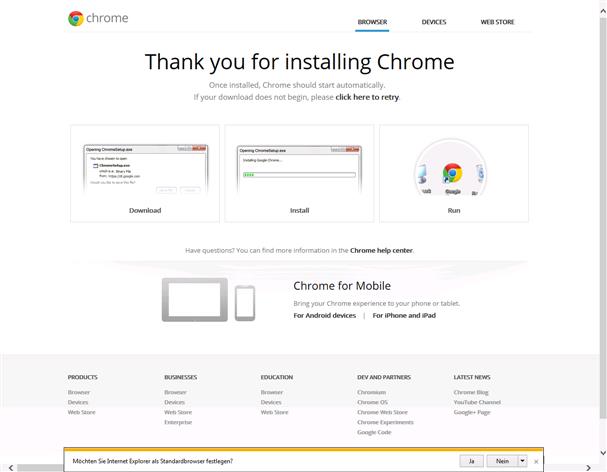 chrome
BROWSER DEVICES WEB STORE
Thank you for installing Chrome
Once installed, Chrome should start automatically.
If your download does not begin, please click here to retry.
Opening ChromeSetup.exe
You have chosen to open
ChromeSetup.exe
which is a: Binary File
from: https://dl.google.com
Would you like to save this file?
Download
Opening ChromeSetup.exe
Installing Google Chrome...
Install
Google
Run
Have questions? You can find more information in the Chrome help center.
Chrome for Mobile
Bring your Chrome experience to your phone or tablet.
For Android devices | For iPhone and iPad
PRODUCTS
Browser
Devices
Web Store
BUSINESSES
Browser
Devices
Web Store
Enterprise
EDUCATION
Browser
Devices
Web Store
DEV AND PARTNERS
Chromium
Chrome OS
Chrome Web Store
Chrome Experiments
Google Code
LATEST NEWS
Chrome Blog
YouTube Channel
Google+ Page
Möchten Sie Internet Explorer als Standardbrowser festlegen? Ja Nein